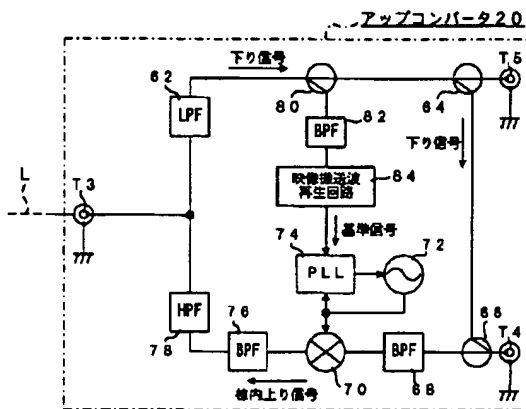 アップコンバータ20
下り信号
T5
62
80
64
LPF
82
BPF
下り信号
映像搬送波
再生回路
84
L
T3
基準信号
74
72
PLL
HPF
78
76
BPF
70
BPF
68
66
T4
棟内上り信号